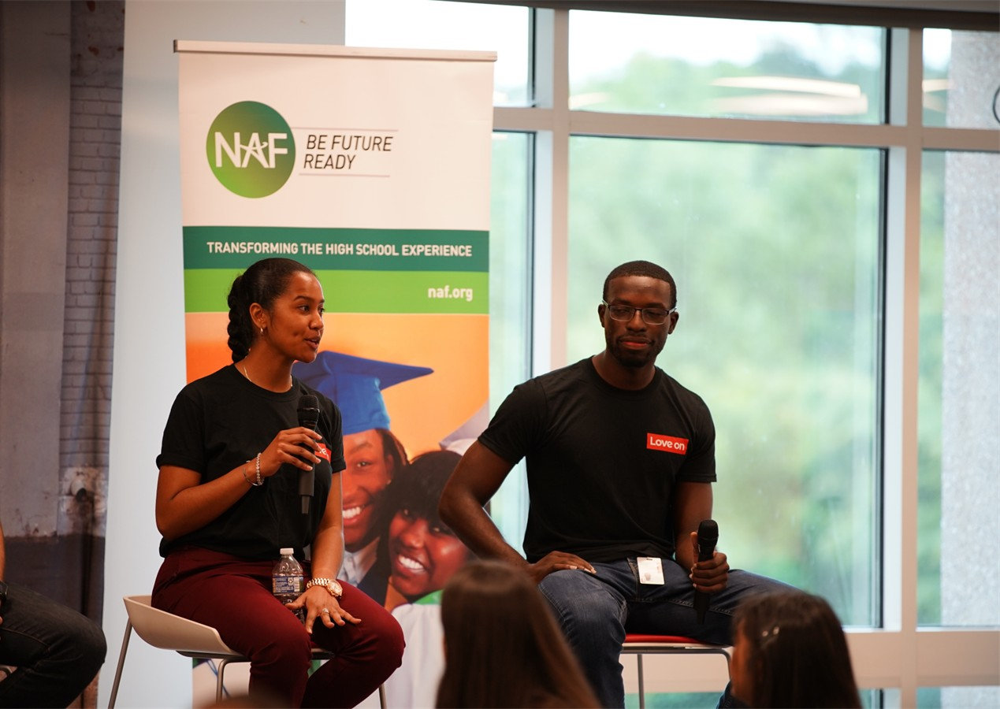 NAF
BE FUTURE
READY
TRANSFORMING THE HIGH SCHOOL EXPERIENCE
naf.org
Love on